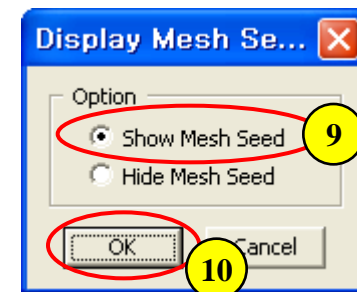 Display Mesh Se...
Option
Show Mesh Seed 9
Hide Mesh Seed
OK 10 Cancel